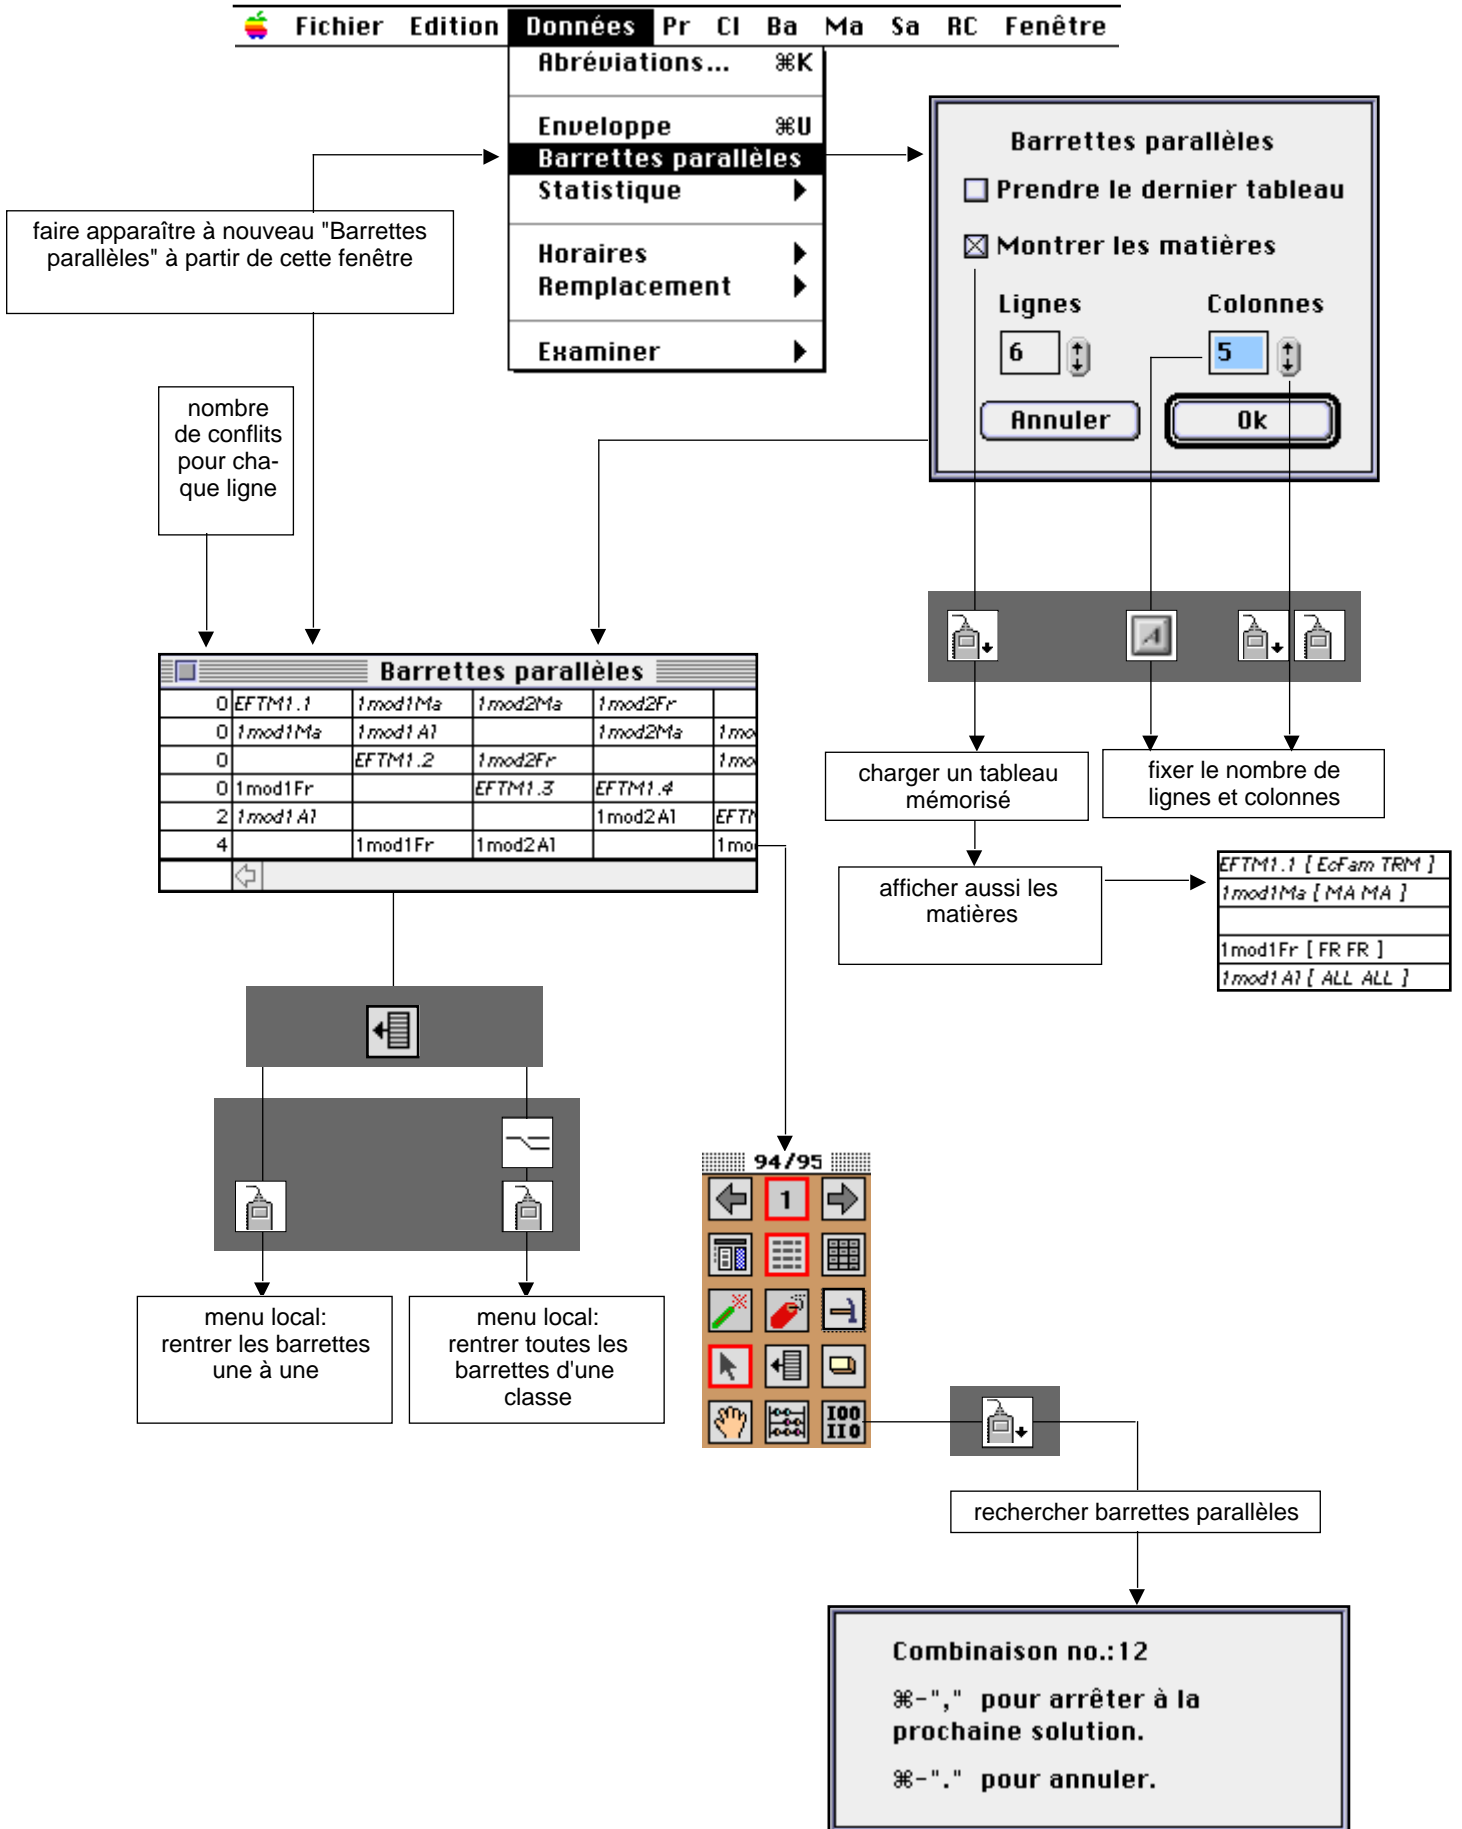 Fichier Edition Données Pr Cl Ba Ma Sa RC Fenêtre
Abréviations... ⌘K
Enveloppe ⌘U
Barrettes parallèles
Statistique
Horaires
Remplacement
Examiner
Barrettes parallèles
Prendre le dernier tableau
Montrer les matières
Lignes Colonnes
6 5
Annuler Ok
faire apparaître à nouveau "Barrettes
parallèles" à partir de cette fenêtre
nombre
de conflits
pour cha-
que ligne
A
Barrettes parallèles
0 EFTM1.1 1mod1Ma 1mod2Ma 1mod2Fr
0 1mod1Ma 1mod1Al 1mod2Ma 1mo
0 EFTM1.2 1mod2Fr 1mo
0 1mod1Fr EFTM1.3 EFTM1.4
2 1mod1Al 1mod2Al EFTM
4 1mod1Fr 1mod2Al 1mo
charger un tableau
mémorisé
fixer le nombre de
lignes et colonnes
afficher aussi les
matières
EFTM1.1 [ EcFam TRM ]
1mod1Ma [ MA MA ]
1mod1Fr [ FR FR ]
1mod1Al [ ALL ALL ]
menu local:
rentrer les barrettes
une à une
menu local:
rentrer toutes les
barrettes d'une
classe
94/95
1
100
110
rechercher barrettes parallèles
Combinaison no.:12
⌘-"," pour arrêter à la
prochaine solution.
⌘-"." pour annuler.